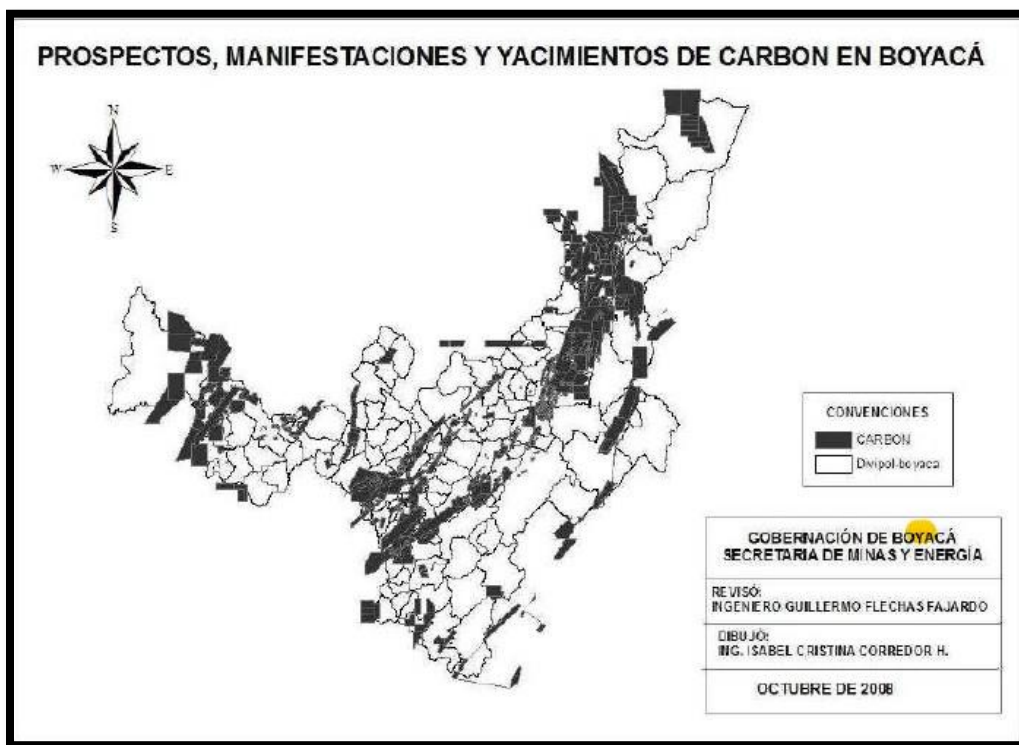 PROSPECTOS, MANIFESTACIONES Y YACIMIENTOS DE CARBON EN BOYACÁ
N
W E
S
CONVENCIONES
CARBON
Divipol-boyaca
GOBERNACIÓN DE BOYACÁ
SECRETARIA DE MINAS Y ENERGÍA
REVISÓ:
INGENIERO GUILLERMO FLECHAS FAJARDO
DIBUJÓ:
ING. ISABEL CRISTINA CORREDOR H.
OCTUBRE DE 2008